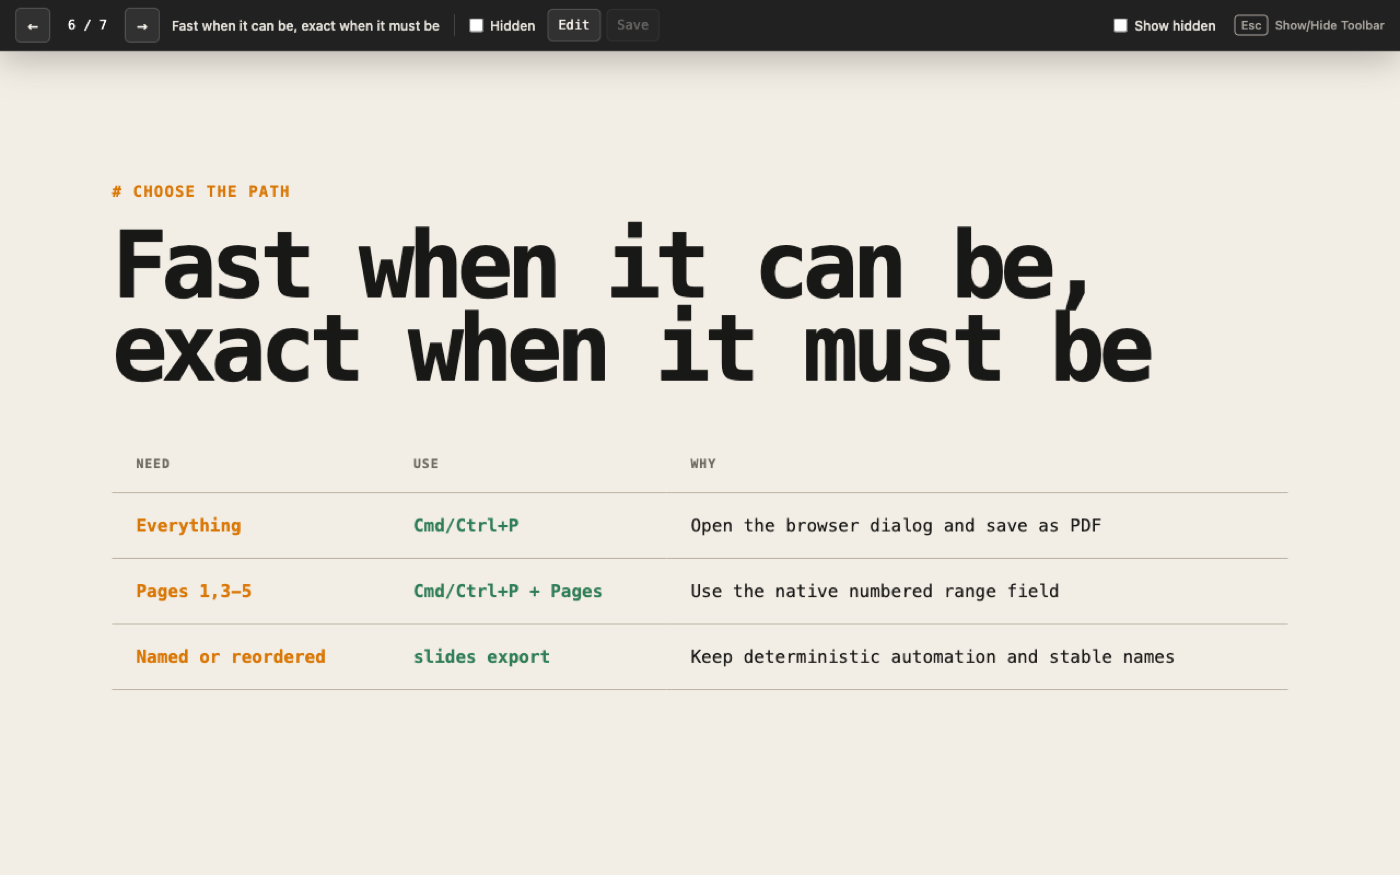 ← 6 / 7 → Fast when it can be, exact when it must be Hidden Edit Save Show hidden Esc Show/Hide Toolbar
# CHOOSE THE PATH
Fast when it can be,
exact when it must be
NEED USE WHY
Everything Cmd/Ctrl+P Open the browser dialog and save as PDF
Pages 1,3–5 Cmd/Ctrl+P + Pages Use the native numbered range field
Named or reordered slides export Keep deterministic automation and stable names